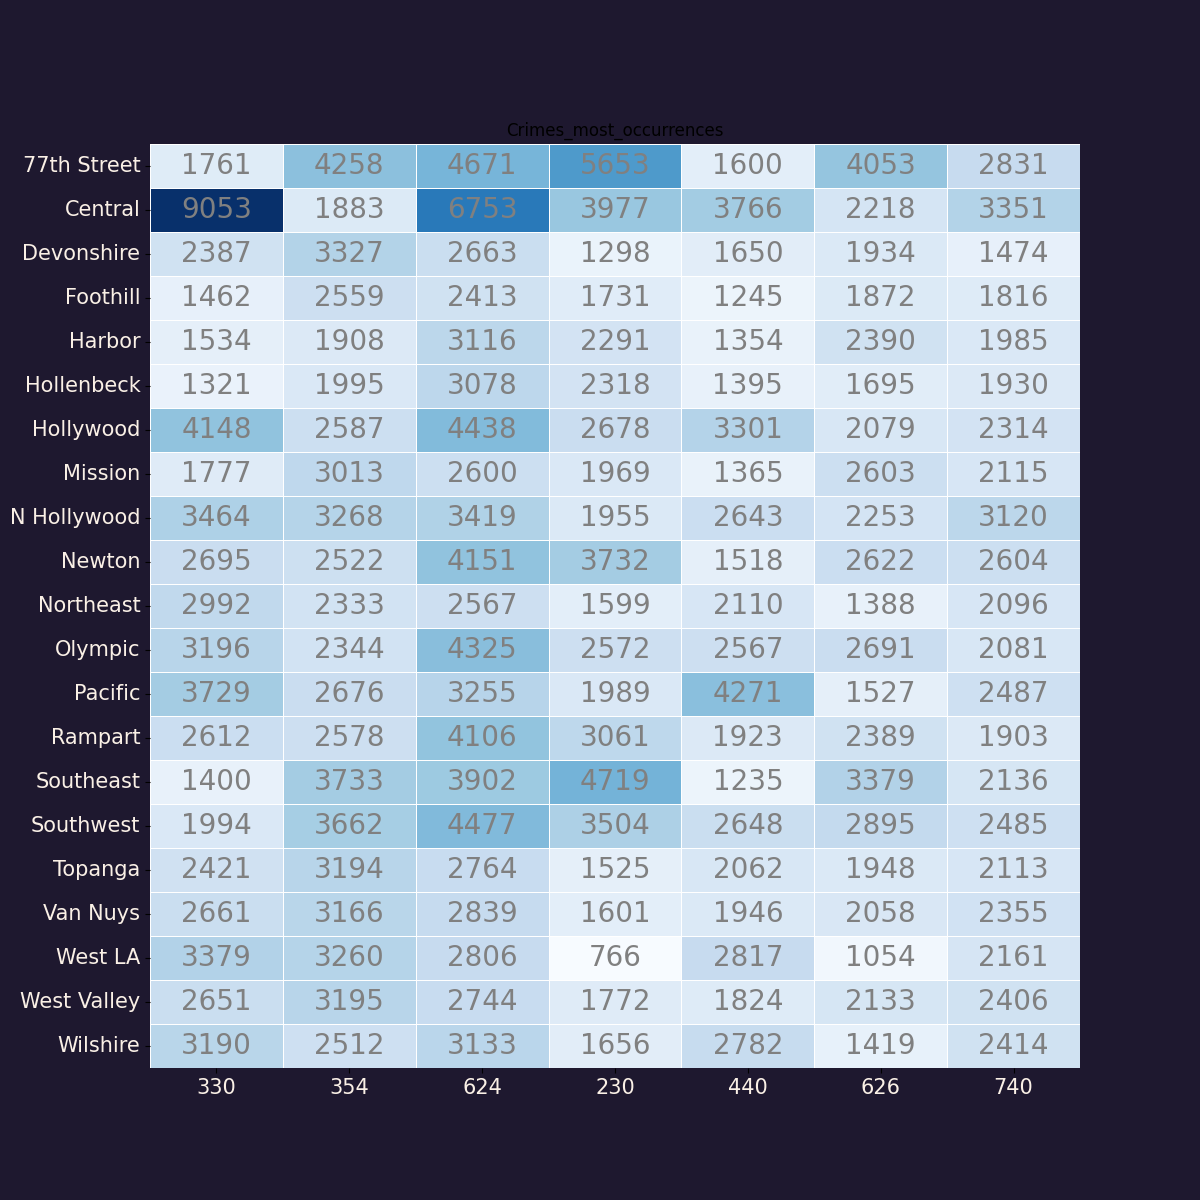 Crimes_most_occurrences
77th Street 1761 4258 4671 5653 1600 4053 2831
Central 9053 1883 6753 3977 3766 2218 3351
Devonshire 2387 3327 2663 1298 1650 1934 1474
Foothill 1462 2559 2413 1731 1245 1872 1816
Harbor 1534 1908 3116 2291 1354 2390 1985
Hollenbeck 1321 1995 3078 2318 1395 1695 1930
Hollywood 4148 2587 4438 2678 3301 2079 2314
Mission 1777 3013 2600 1969 1365 2603 2115
N Hollywood 3464 3268 3419 1955 2643 2253 3120
Newton 2695 2522 4151 3732 1518 2622 2604
Northeast 2992 2333 2567 1599 2110 1388 2096
Olympic 3196 2344 4325 2572 2567 2691 2081
Pacific 3729 2676 3255 1989 4271 1527 2487
Rampart 2612 2578 4106 3061 1923 2389 1903
Southeast 1400 3733 3902 4719 1235 3379 2136
Southwest 1994 3662 4477 3504 2648 2895 2485
Topanga 2421 3194 2764 1525 2062 1948 2113
Van Nuys 2661 3166 2839 1601 1946 2058 2355
West LA 3379 3260 2806 766 2817 1054 2161
West Valley 2651 3195 2744 1772 1824 2133 2406
Wilshire 3190 2512 3133 1656 2782 1419 2414
330 354 624 230 440 626 740